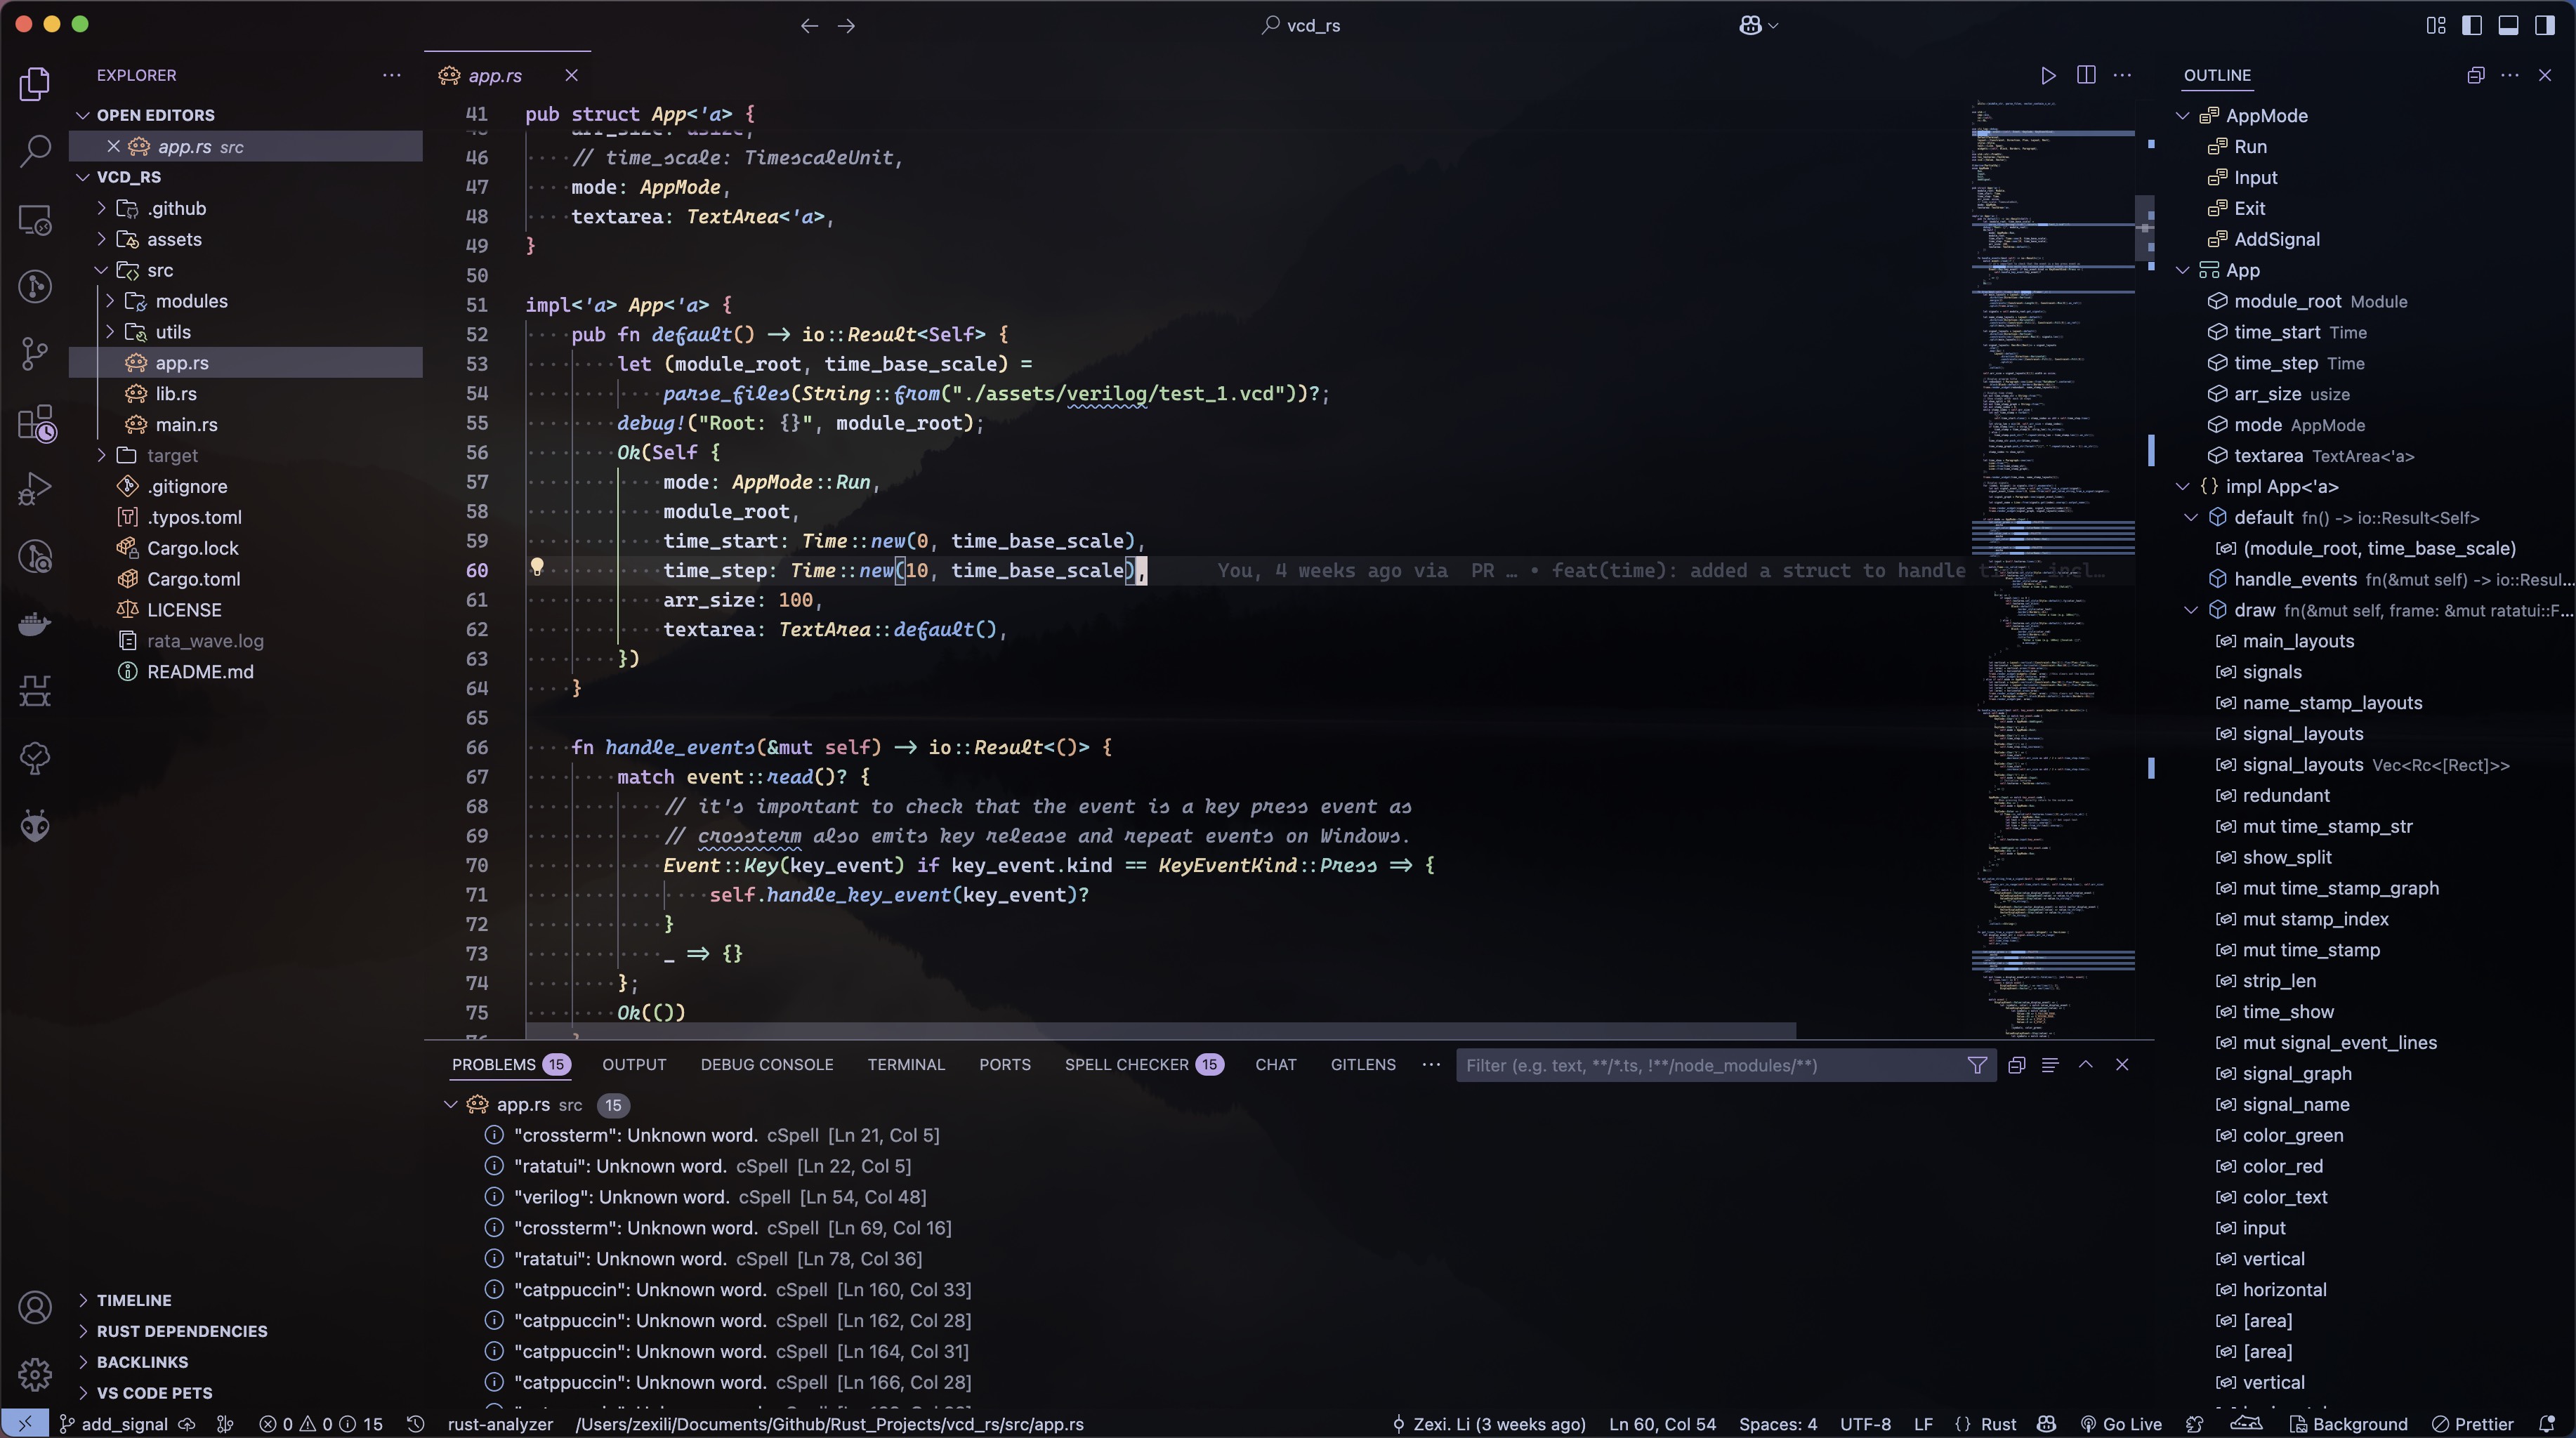 vcd_rs
EXPLORER
OPEN EDITORS
app.rs src
VCD_RS
.github
assets
src
modules
utils
app.rs
lib.rs
main.rs
target
.gitignore
.typos.toml
Cargo.lock
Cargo.toml
LICENSE
rata_wave.log
README.md
TIMELINE
RUST DEPENDENCIES
BACKLINKS
VS CODE PETS
app.rs
41 pub struct App<'a> {
arr_size: usize,
46 // time_scale: TimescaleUnit,
47 mode: AppMode,
48 textarea: TextArea<'a>,
49 }
50
51 impl<'a> App<'a> {
52 pub fn default() -> io::Result<Self> {
53 let (module_root, time_base_scale) =
54 parse_files(String::from("./assets/verilog/test_1.vcd"))?;
55 debug!("Root: {}", module_root);
56 Ok(Self {
57 mode: AppMode::Run,
58 module_root,
59 time_start: Time::new(0, time_base_scale),
60 time_step: Time::new(10, time_base_scale), You, 4 weeks ago via PR … • feat(time): added a struct to handle
61 arr_size: 100,
62 textarea: TextArea::default(),
63 })
64 }
65
66 fn handle_events(&mut self) -> io::Result<()> {
67 match event::read()? {
68 // it's important to check that the event is a key press event as
69 // crossterm also emits key release and repeat events on Windows.
70 Event::Key(key_event) if key_event.kind == KeyEventKind::Press => {
71 self.handle_key_event(key_event)?
72 }
73 _ => {}
74 };
75 Ok(())
PROBLEMS 15 OUTPUT DEBUG CONSOLE TERMINAL PORTS SPELL CHECKER 15 CHAT GITLENS ··· Filter (e.g. text, **/*.ts, !**/node_modules/**)
app.rs src 15
"crossterm": Unknown word. cSpell [Ln 21, Col 5]
"ratatui": Unknown word. cSpell [Ln 22, Col 5]
"verilog": Unknown word. cSpell [Ln 54, Col 48]
"crossterm": Unknown word. cSpell [Ln 69, Col 16]
"ratatui": Unknown word. cSpell [Ln 78, Col 36]
"catppuccin": Unknown word. cSpell [Ln 160, Col 33]
"catppuccin": Unknown word. cSpell [Ln 162, Col 28]
"catppuccin": Unknown word. cSpell [Ln 164, Col 31]
"catppuccin": Unknown word. cSpell [Ln 166, Col 28]
OUTLINE
AppMode
Run
Input
Exit
AddSignal
App
module_root Module
time_start Time
time_step Time
arr_size usize
mode AppMode
textarea TextArea<'a>
{} impl App<'a>
default fn() -> io::Result<Self>
(module_root, time_base_scale)
handle_events fn(&mut self) -> io::Resul...
draw fn(&mut self, frame: &mut ratatui::F...
main_layouts
signals
name_stamp_layouts
signal_layouts
signal_layouts Vec<Rc<[Rect]>>
redundant
mut time_stamp_str
show_split
mut time_stamp_graph
mut stamp_index
mut time_stamp
strip_len
time_show
mut signal_event_lines
signal_graph
signal_name
color_green
color_red
color_text
input
vertical
horizontal
[area]
[area]
vertical
add_signal 0 0 15 rust-analyzer /Users/zexili/Documents/Github/Rust_Projects/vcd_rs/src/app.rs Zexi. Li (3 weeks ago) Ln 60, Col 54 Spaces: 4 UTF-8 LF {} Rust Go Live Background Prettier